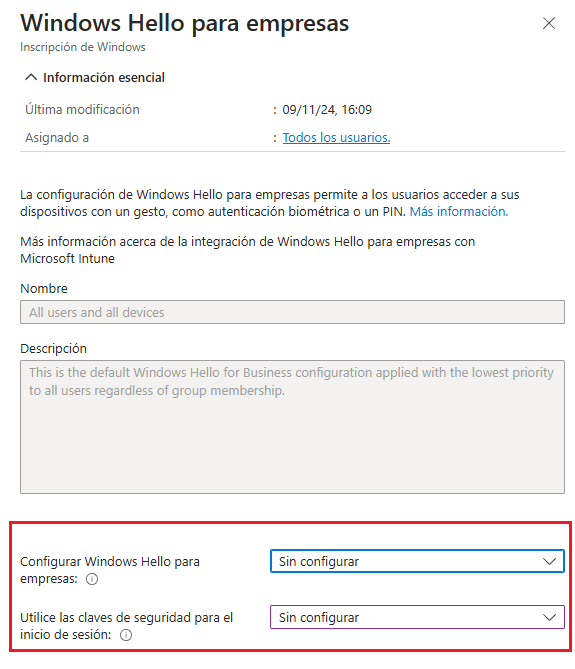 Windows Hello para empresas
Inscripción de Windows
Información esencial
Última modificación : 09/11/24, 16:09
Asignado a : Todos los usuarios.
La configuración de Windows Hello para empresas permite a los usuarios acceder a sus
dispositivos con un gesto, como autenticación biométrica o un PIN. Más información.
Más información acerca de la integración de Windows Hello para empresas con
Microsoft Intune
Nombre
All users and all devices
Descripción
This is the default Windows Hello for Business configuration applied with the lowest priority
to all users regardless of group membership.
Configurar Windows Hello para
empresas:
Sin configurar
Utilice las claves de seguridad para el
inicio de sesión:
Sin configurar